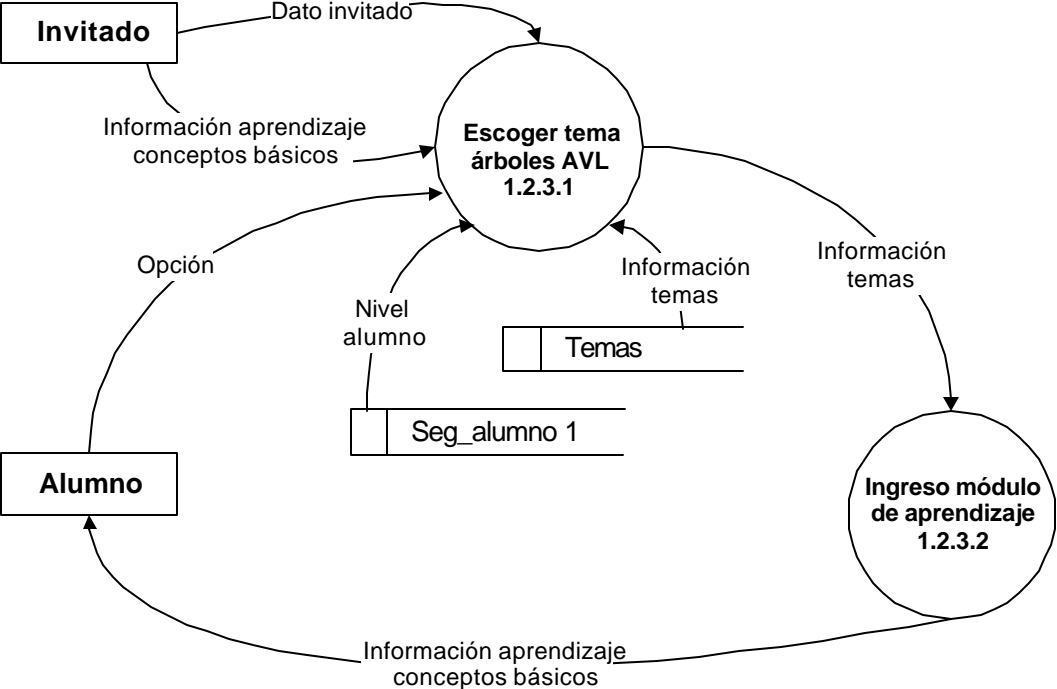 Dato invitado
Invitado
Información aprendizaje
conceptos básicos
Escoger tema
árboles AVL
1.2.3.1
Opción
Nivel
alumno
Información
temas
Información
temas
Temas
Seg_alumno 1
Alumno
Ingreso módulo
de aprendizaje
1.2.3.2
Información aprendizaje
conceptos básicos